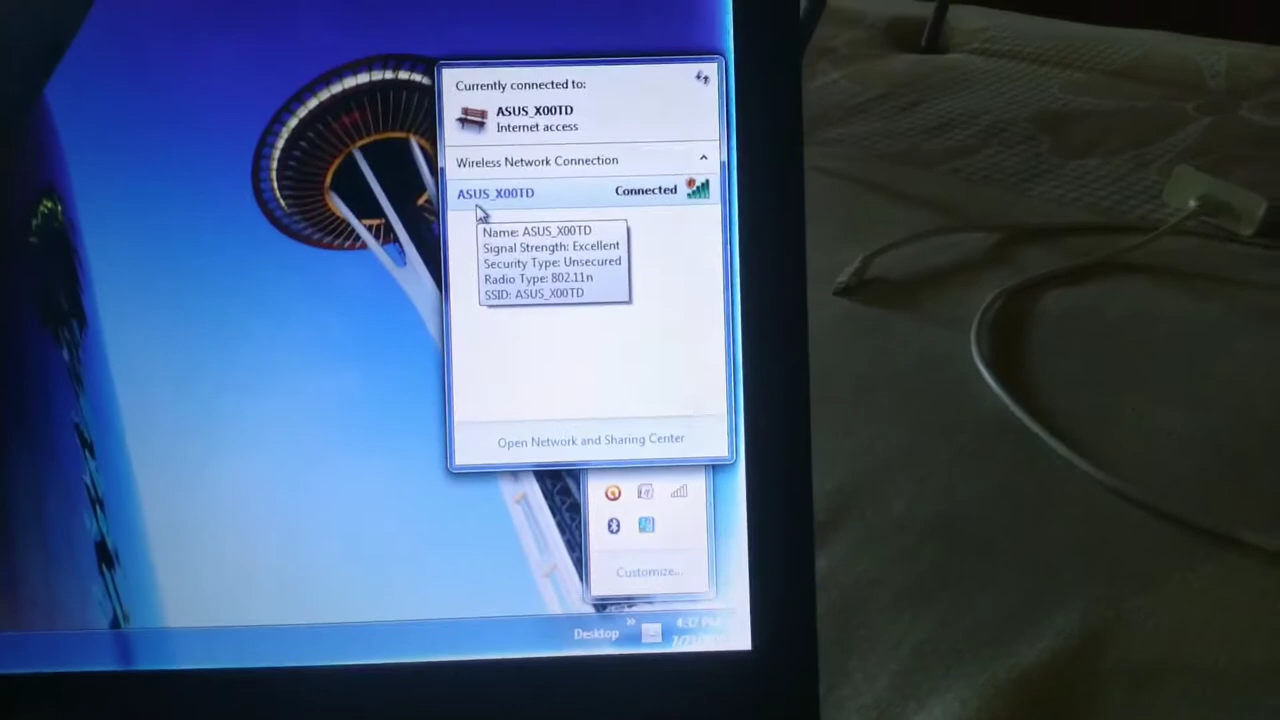 Currently connected to:
ASUS_X00TD
Internet access
Wireless Network Connection
ASUS_X00TD Connected
Name: ASUS_X00TD
Signal Strength: Excellent
Security Type: Unsecured
Radio Type: 802.11n
SSID: ASUS_X00TD
Open Network and Sharing Center
Customize...
Desktop